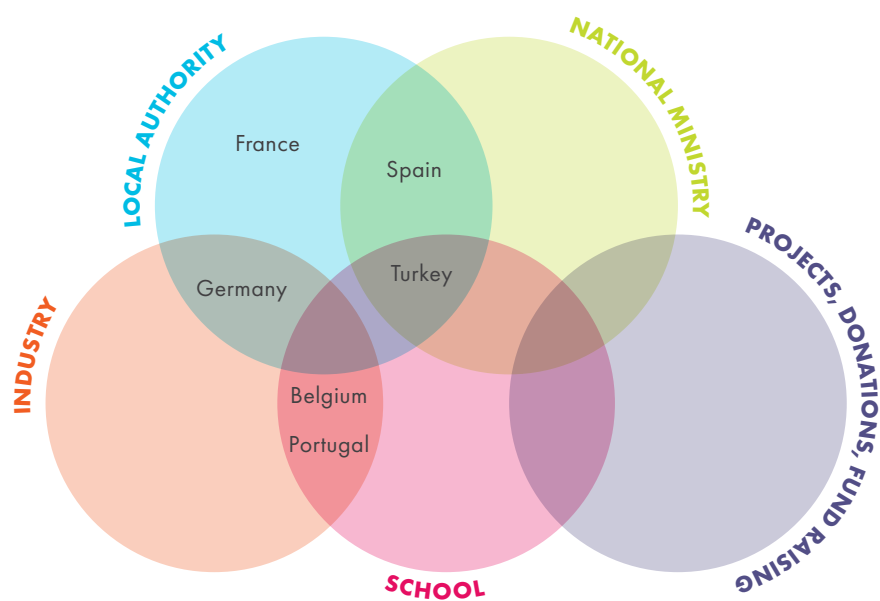 LOCAL AUTHORITY
NATIONAL MINISTRY
France
Spain
PROJECTS, DONATIONS, FUND RAISING
Turkey
Germany
INDUSTRY
Belgium
Portugal
SCHOOL